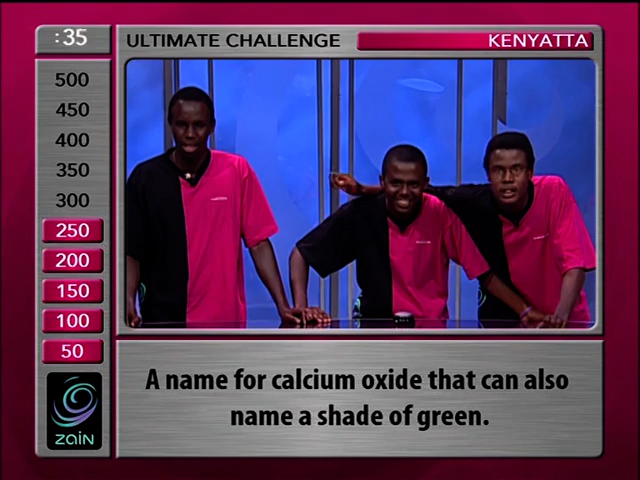 :35
ULTIMATE CHALLENGE
KENYATTA
500
450
400
350
300
250
200
150
100
50
zain
A name for calcium oxide that can also
name a shade of green.